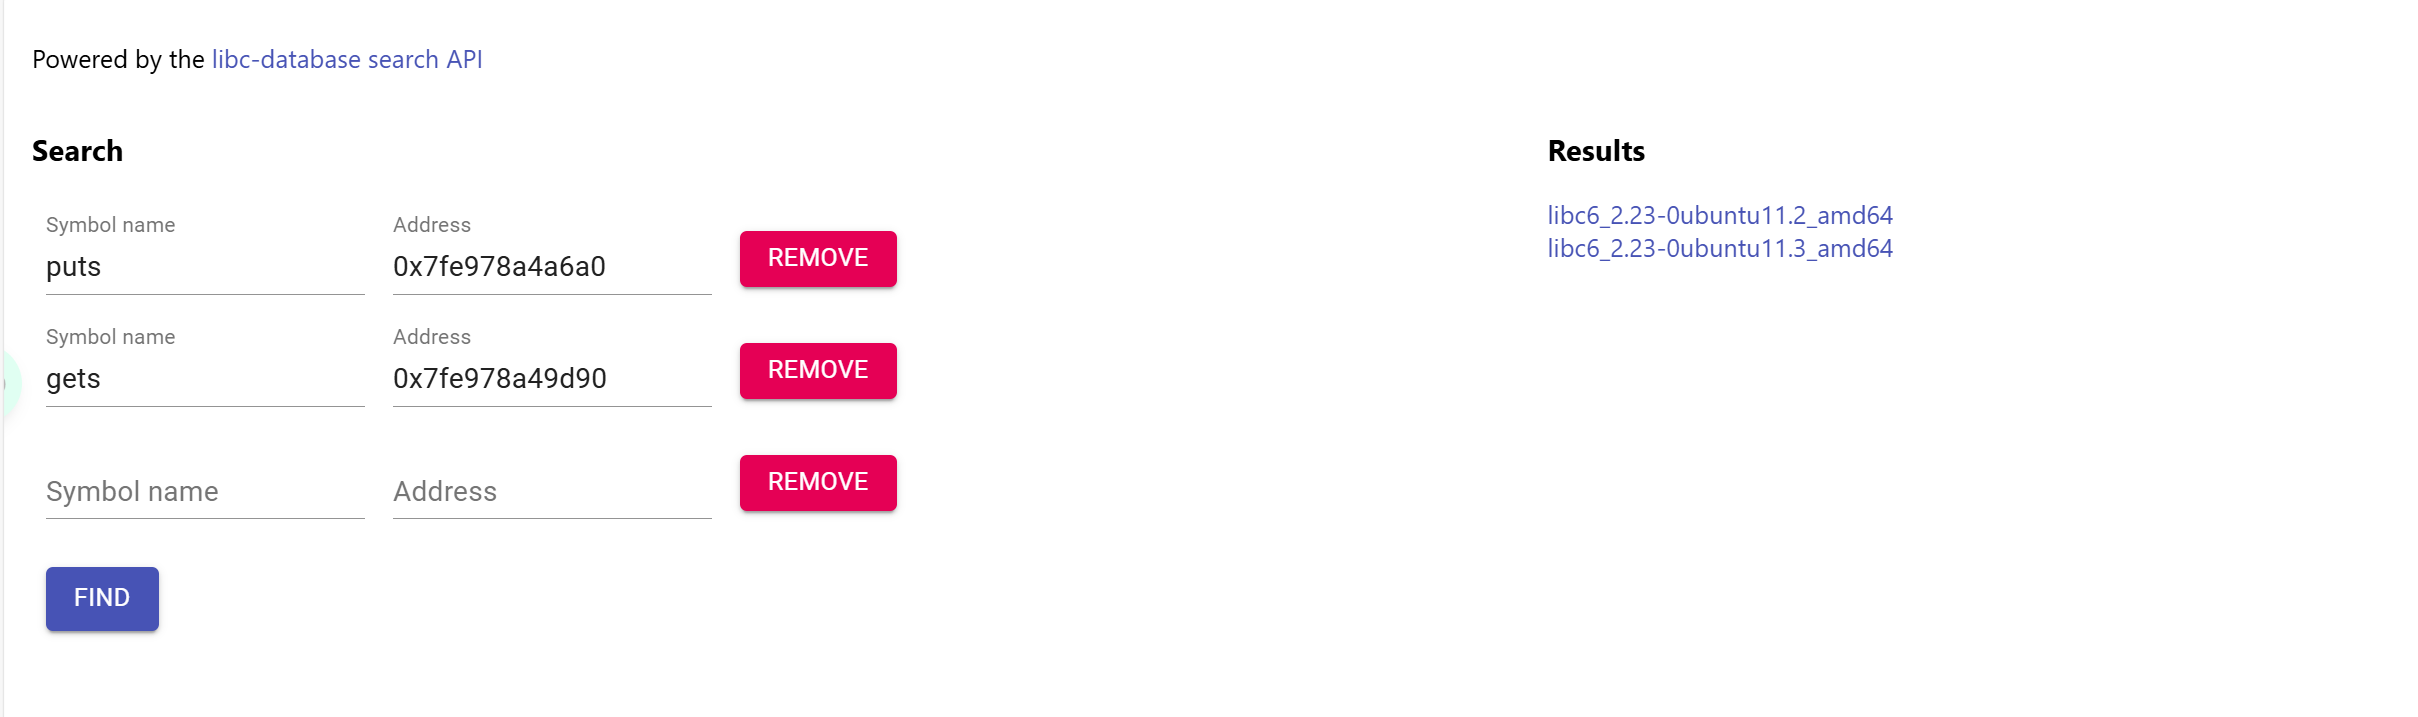 Powered by the libc-database search API
Search
Results
Symbol name
Address
puts
0x7fe978a4a6a0
REMOVE
libc6_2.23-0ubuntu11.2_amd64
libc6_2.23-0ubuntu11.3_amd64
Symbol name
Address
gets
0x7fe978a49d90
REMOVE
Symbol name
Address
REMOVE
FIND